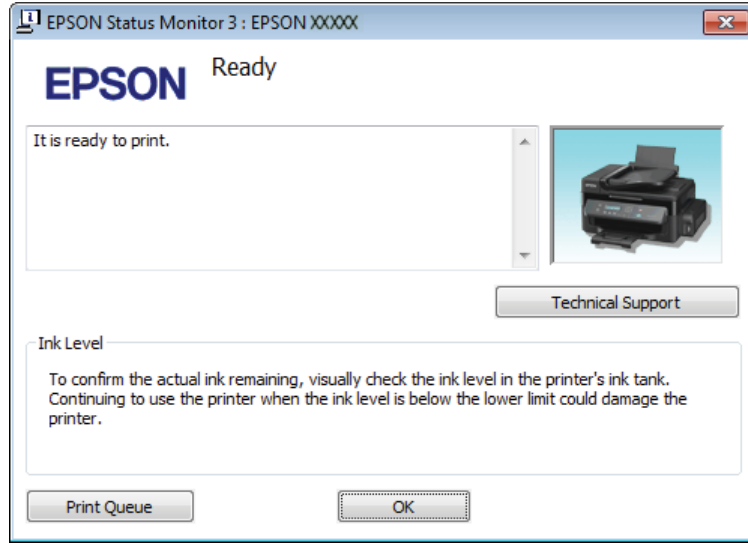 EPSON Status Monitor 3 : EPSON XXXXX
EPSON
Ready
It is ready to print.
Technical Support
Ink Level
To confirm the actual ink remaining, visually check the ink level in the printer's ink tank.
Continuing to use the printer when the ink level is below the lower limit could damage the
printer.
Print Queue
OK